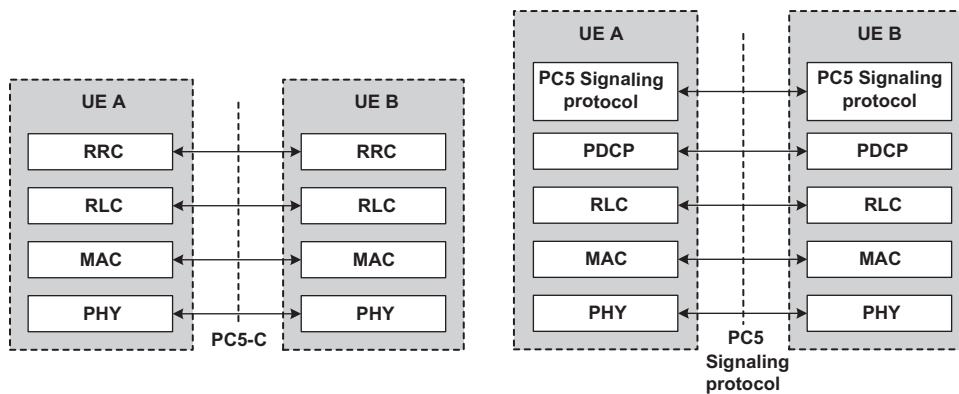 UE A
UE B
RRC
RRC
RLC
RLC
MAC
MAC
PHY
PHY
PC5-C
UE A
UE B
PC5 Signaling
protocol
PC5 Signaling
protocol
PDCP
PDCP
RLC
RLC
MAC
MAC
PHY
PHY
PC5
Signaling
protocol